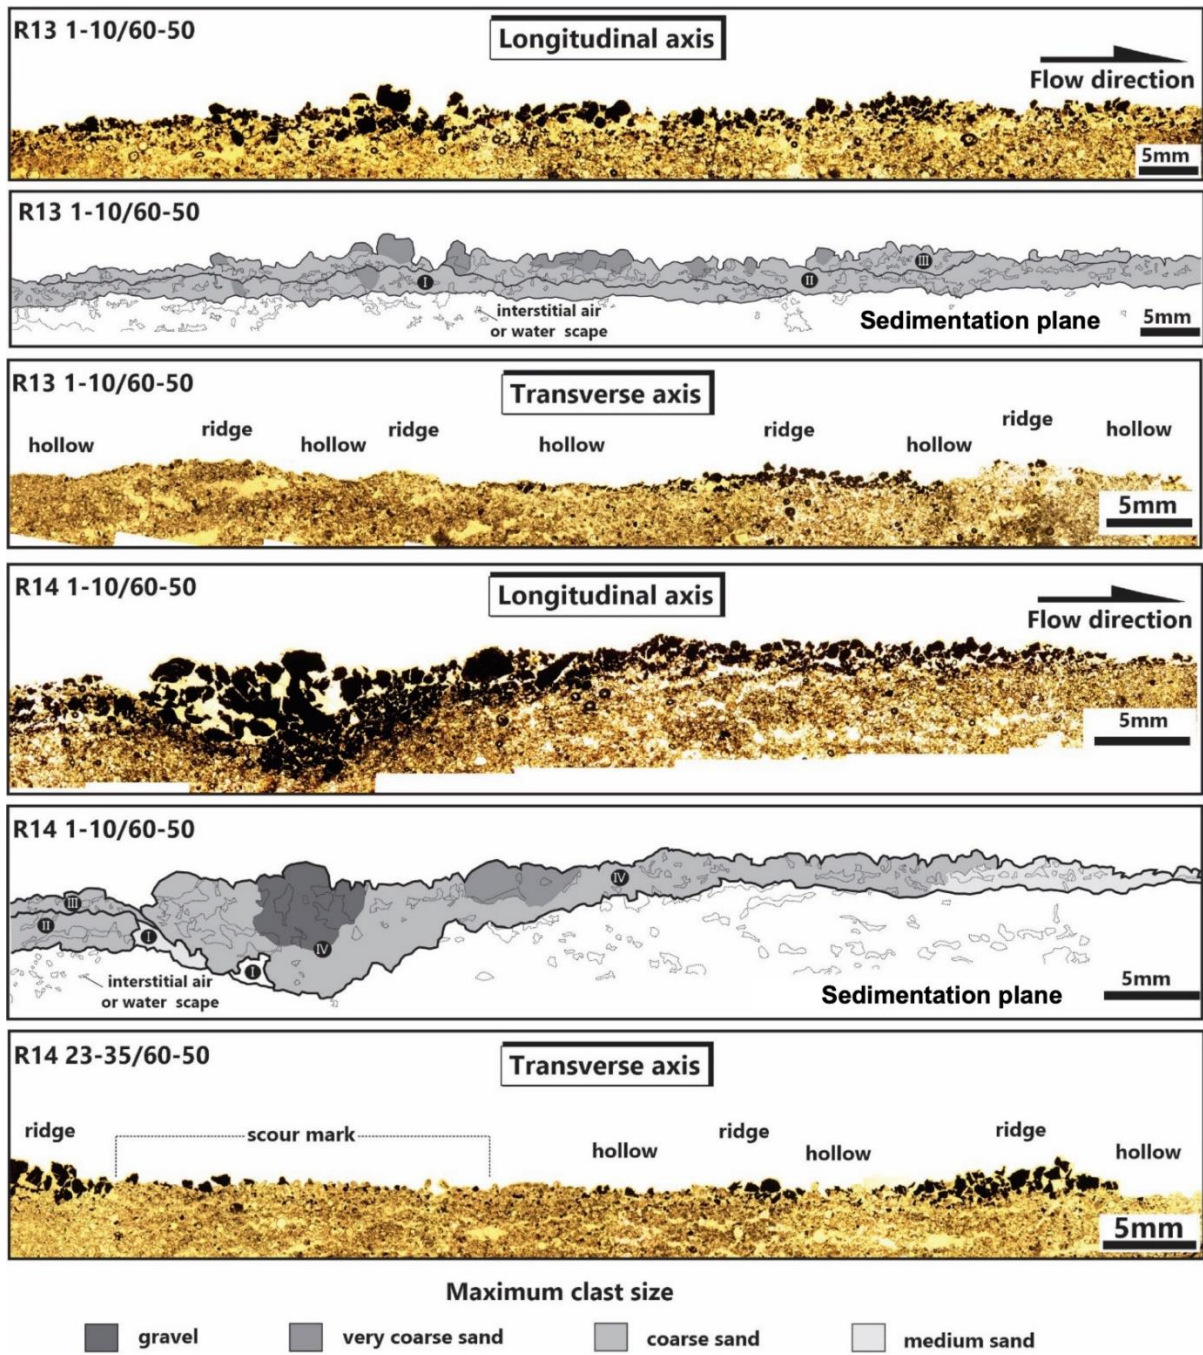 R13 1-10/60-50
Longitudinal axis
Flow direction
5mm
R13 1-10/60-50
I
II
III
interstitial air
or water scape
Sedimentation plane
5mm
R13 1-10/60-50
Transverse axis
hollow
ridge
hollow
ridge
hollow
ridge
hollow
ridge
hollow
5mm
R14 1-10/60-50
Longitudinal axis
Flow direction
5mm
R14 1-10/60-50
III
II
I
I
IV
IV
interstitial air
or water scape
Sedimentation plane
5mm
R14 23-35/60-50
Transverse axis
ridge
scour mark
hollow
ridge
hollow
ridge
hollow
5mm
Maximum clast size
gravel
very coarse sand
coarse sand
medium sand